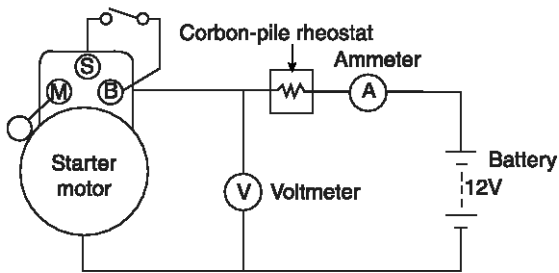 Corbon-pile rheostat
Ammeter
S
M
B
A
Starter
motor
V
Voltmeter
Battery
12V